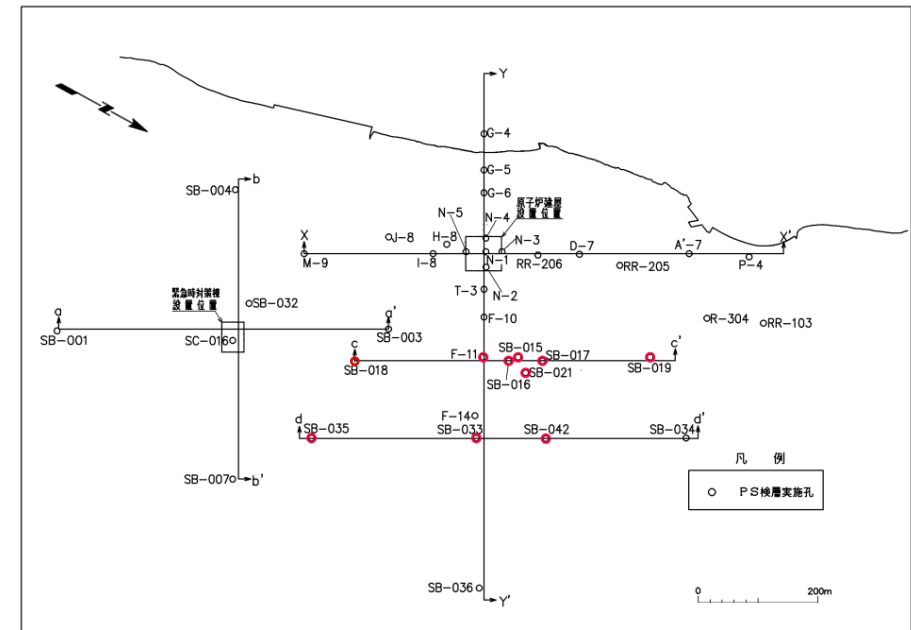 Y
G-4
G-5
SB-004
b
G-6
原子炉建屋
設置位置
N-5
N-4
X
J-8
H-8
N-3
D-7
A'-7
X'
M-9
I-8
N-1
RR-206
RR-205
P-4
T-3
N-2
緊急時対策棟
設置位置
SB-032
a
a'
F-10
R-304
RR-103
SB-001
SC-016
SB-003
c
F-11
SB-015
SB-017
c'
SB-018
SB-016
SB-021
SB-019
F-14
d
SB-035
SB-033
SB-042
SB-034
d'
凡 例
SB-007
b'
PS検層実施孔
SB-036
Y'
0
200m